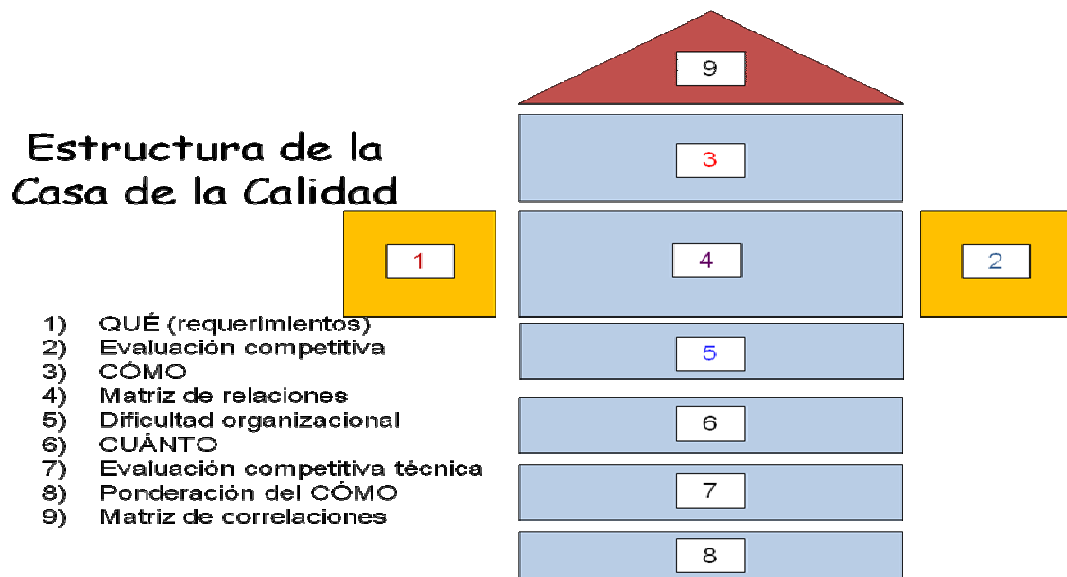 9
Estructura de la
Casa de la Calidad
3
1
4
2
1) QUÉ (requerimientos)
2) Evaluación competitiva
3) CÓMO
4) Matriz de relaciones
5) Dificultad organizacional
6) CUÁNTO
7) Evaluación competitiva técnica
8) Ponderación del CÓMO
9) Matriz de correlaciones
5
6
7
8